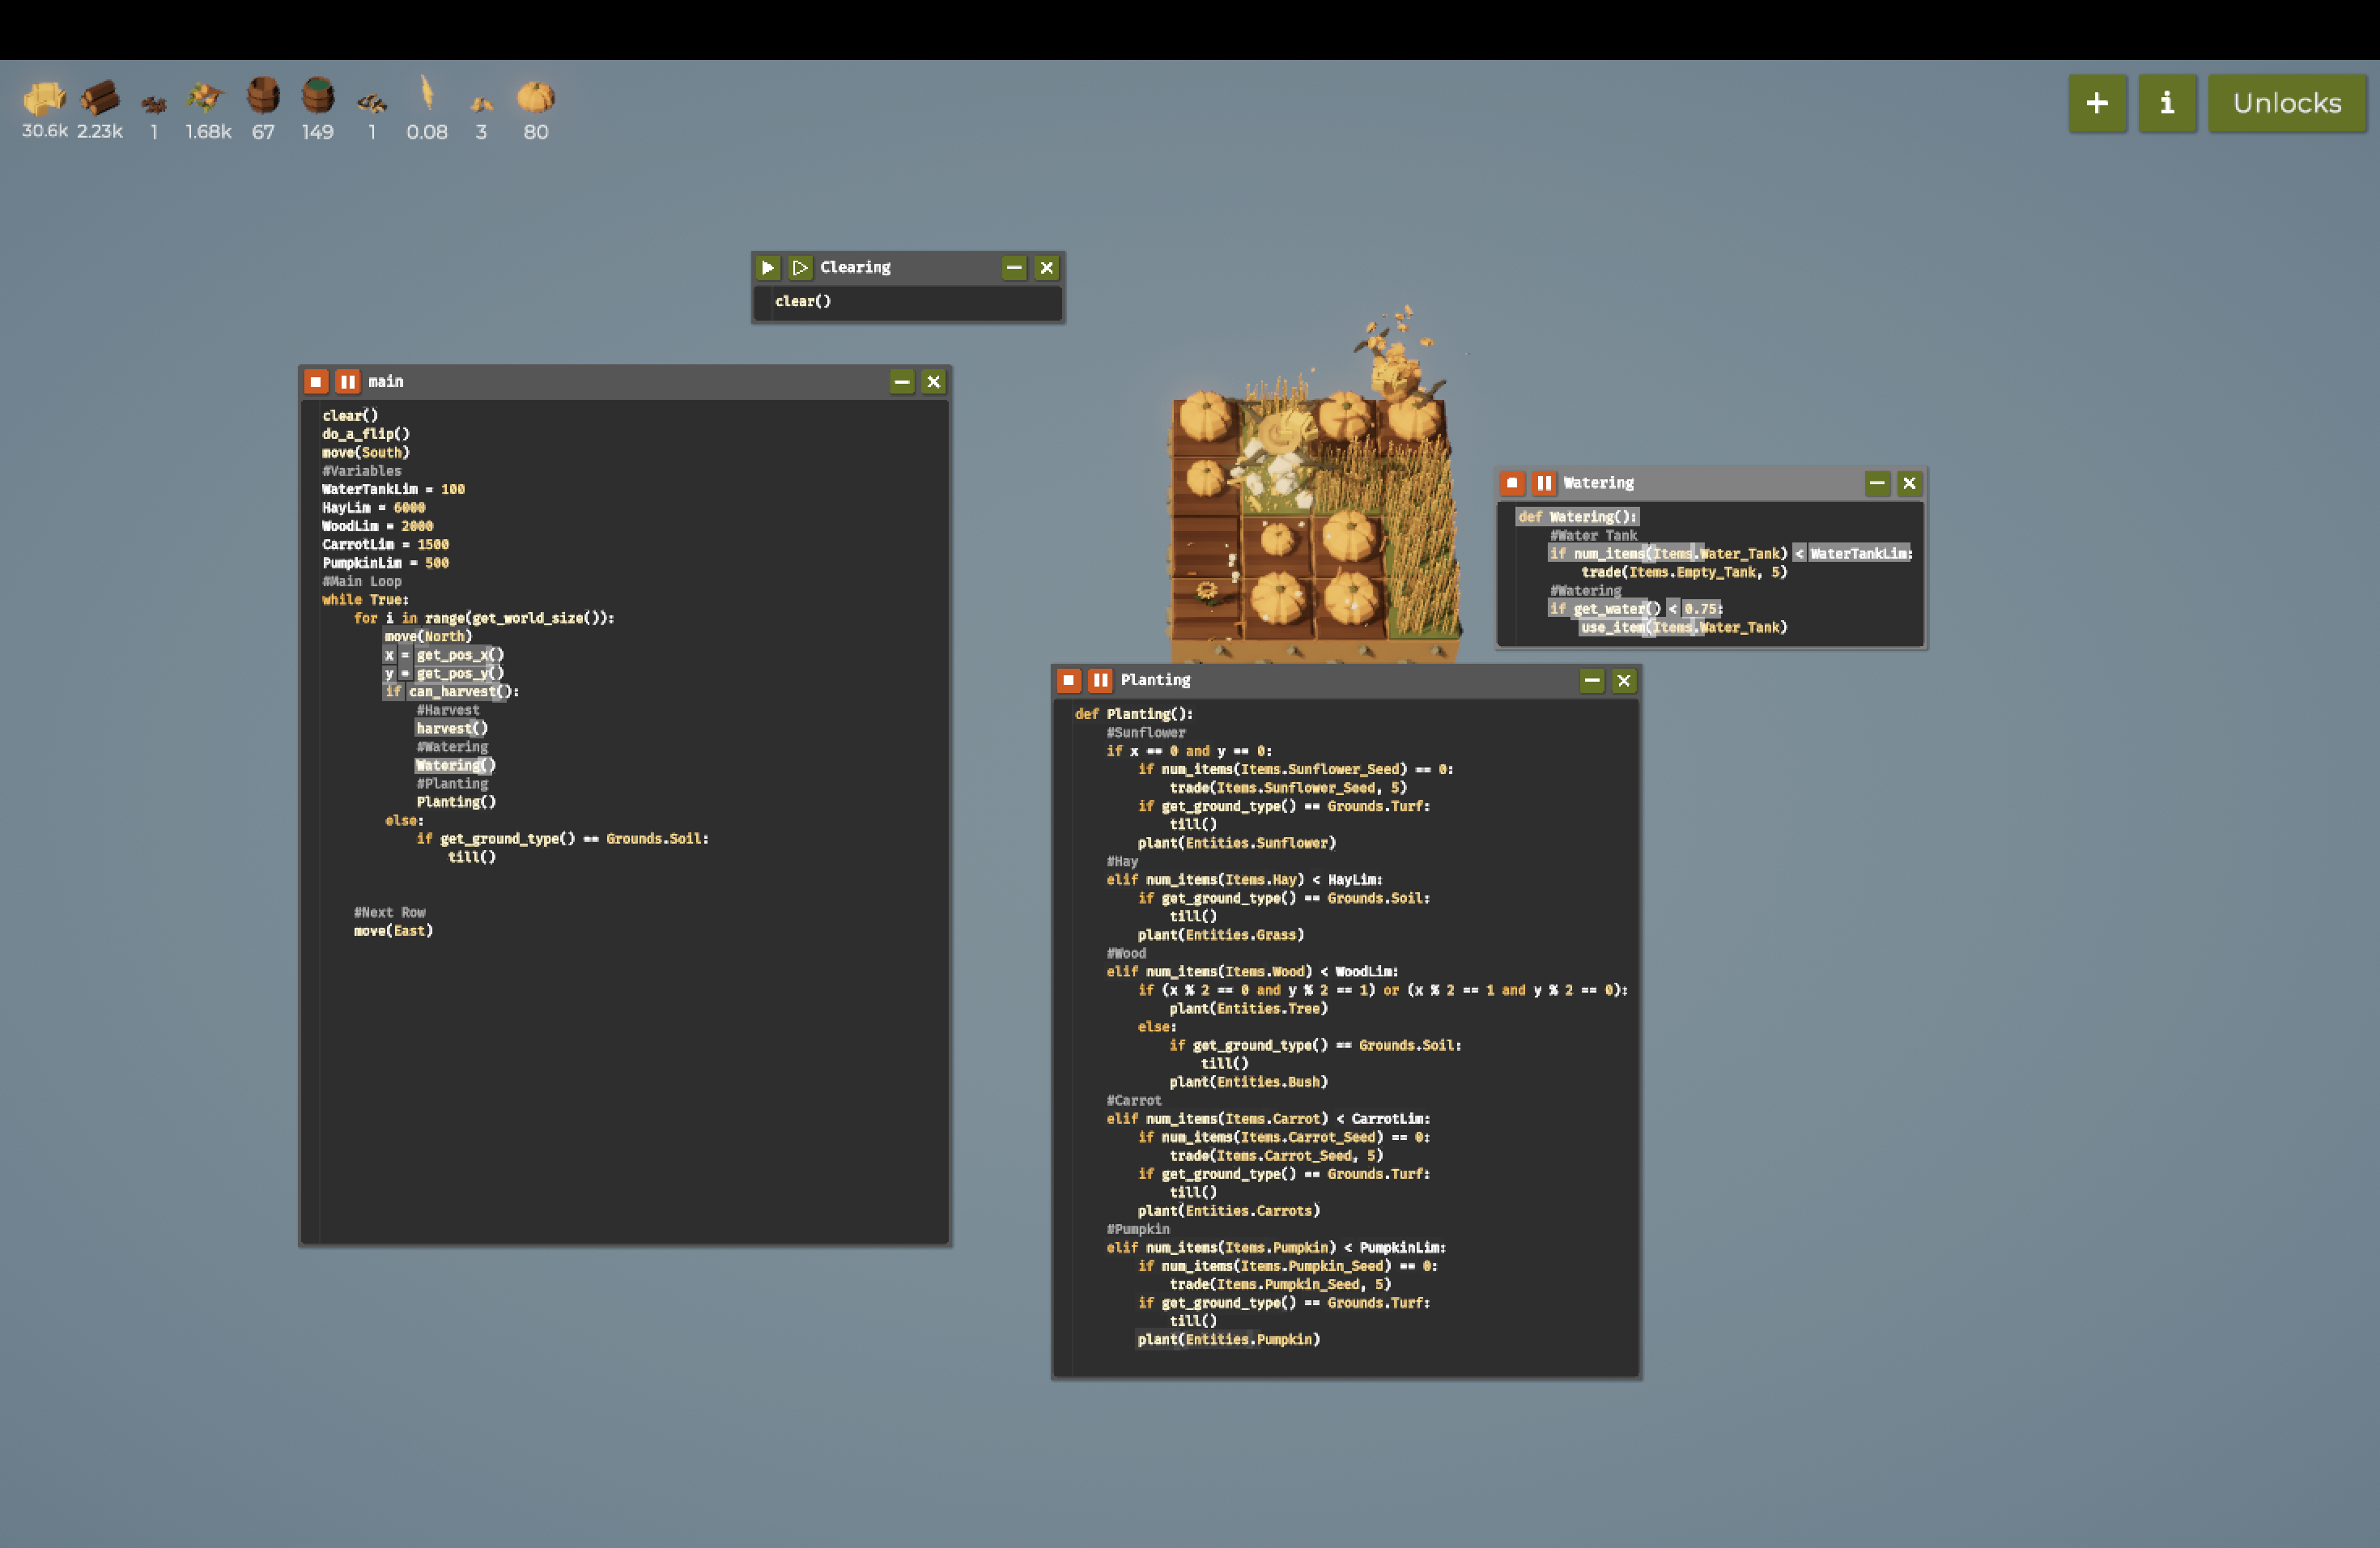 30.6k 2.23k 1 1.68k 67 149 1 0.08 3 80
+ i Unlocks
Clearing
clear()
main
clear()
do_a_flip()
move(South)
#Variables
WaterTankLim = 100
HayLim = 6000
WoodLim = 2000
CarrotLim = 1500
PumpkinLim = 500
#Main Loop
while True:
for i in range(get_world_size()):
move(North)
x = get_pos_x()
y = get_pos_y()
if can_harvest():
#Harvest
harvest()
#Watering
Watering()
#Planting
Planting()
else:
if get_ground_type() == Grounds.Soil:
till()
#Next Row
move(East)
Watering
def Watering():
#Water Tank
if num_items(Items.Water_Tank) < WaterTankLim:
trade(Items.Empty_Tank, 5)
#Watering
if get_water() < 0.75:
use_item(Items.Water_Tank)
Planting
def Planting():
#Sunflower
if x == 0 and y == 0:
if num_items(Items.Sunflower_Seed) == 0:
trade(Items.Sunflower_Seed, 5)
if get_ground_type() == Grounds.Turf:
till()
plant(Entities.Sunflower)
#Hay
elif num_items(Items.Hay) < HayLim:
if get_ground_type() == Grounds.Soil:
till()
plant(Entities.Grass)
#Wood
elif num_items(Items.Wood) < WoodLim:
if (x % 2 == 0 and y % 2 == 1) or (x % 2 == 1 and y % 2 == 0):
plant(Entities.Tree)
else:
if get_ground_type() == Grounds.Soil:
till()
plant(Entities.Bush)
#Carrot
elif num_items(Items.Carrot) < CarrotLim:
if num_items(Items.Carrot_Seed) == 0:
trade(Items.Carrot_Seed, 5)
if get_ground_type() == Grounds.Turf:
till()
plant(Entities.Carrots)
#Pumpkin
elif num_items(Items.Pumpkin) < PumpkinLim:
if num_items(Items.Pumpkin_Seed) == 0:
trade(Items.Pumpkin_Seed, 5)
if get_ground_type() == Grounds.Turf:
till()
plant(Entities.Pumpkin)